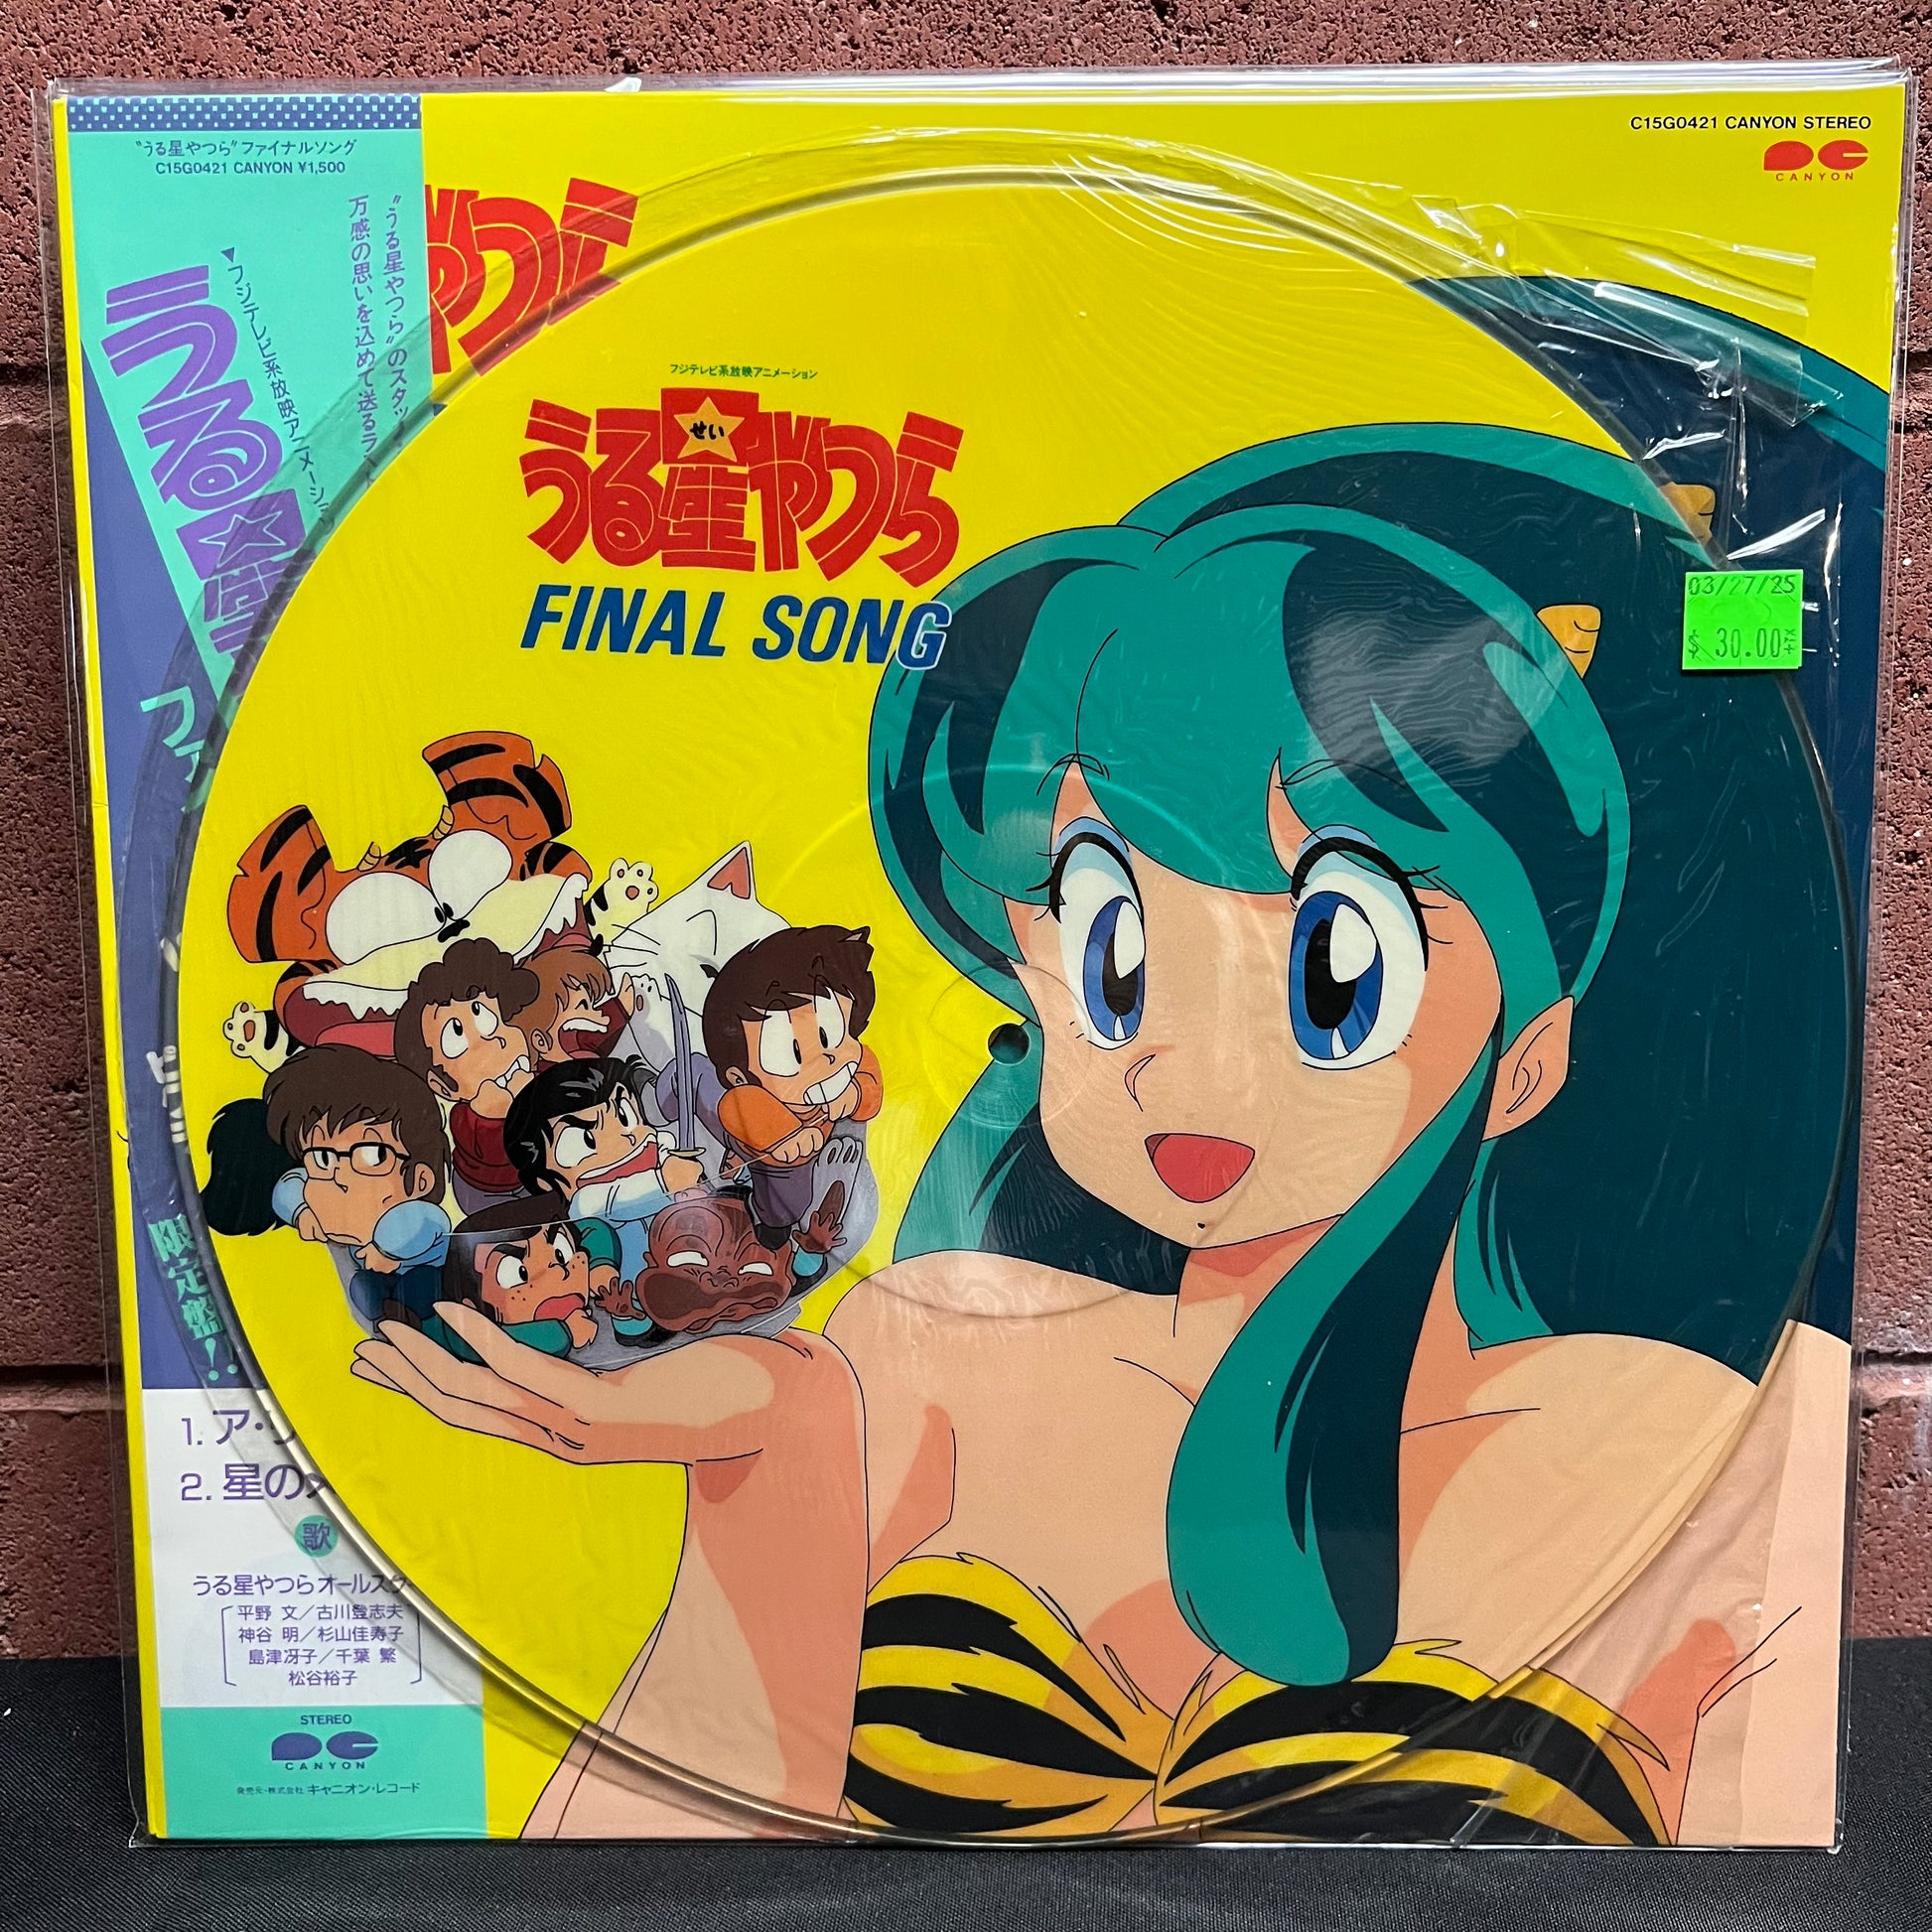 "うる星やつら"ファイナルソング
C15G0421 CANYON ¥1,500
"うる星やつら"のスタッ
万感の思いを込めて送るラ
▼フジテレビ系放映アニメーシ
うる星
ファ
限定盤!!
1. ア・リ
2. 星のメ
歌
うる星やつらオールスタ
平野 文/古川登志夫
神谷 明/杉山佳寿子
島津冴子/千葉 繁
松谷裕子
STEREO
CANYON
発売元・株式会社 キャニオン・レコード
やつら
フジテレビ系放映アニメーション
せい
うる星やつら
FINAL SONG
C15G0421 CANYON STEREO
CANYON
03/27/25
$ 30.00